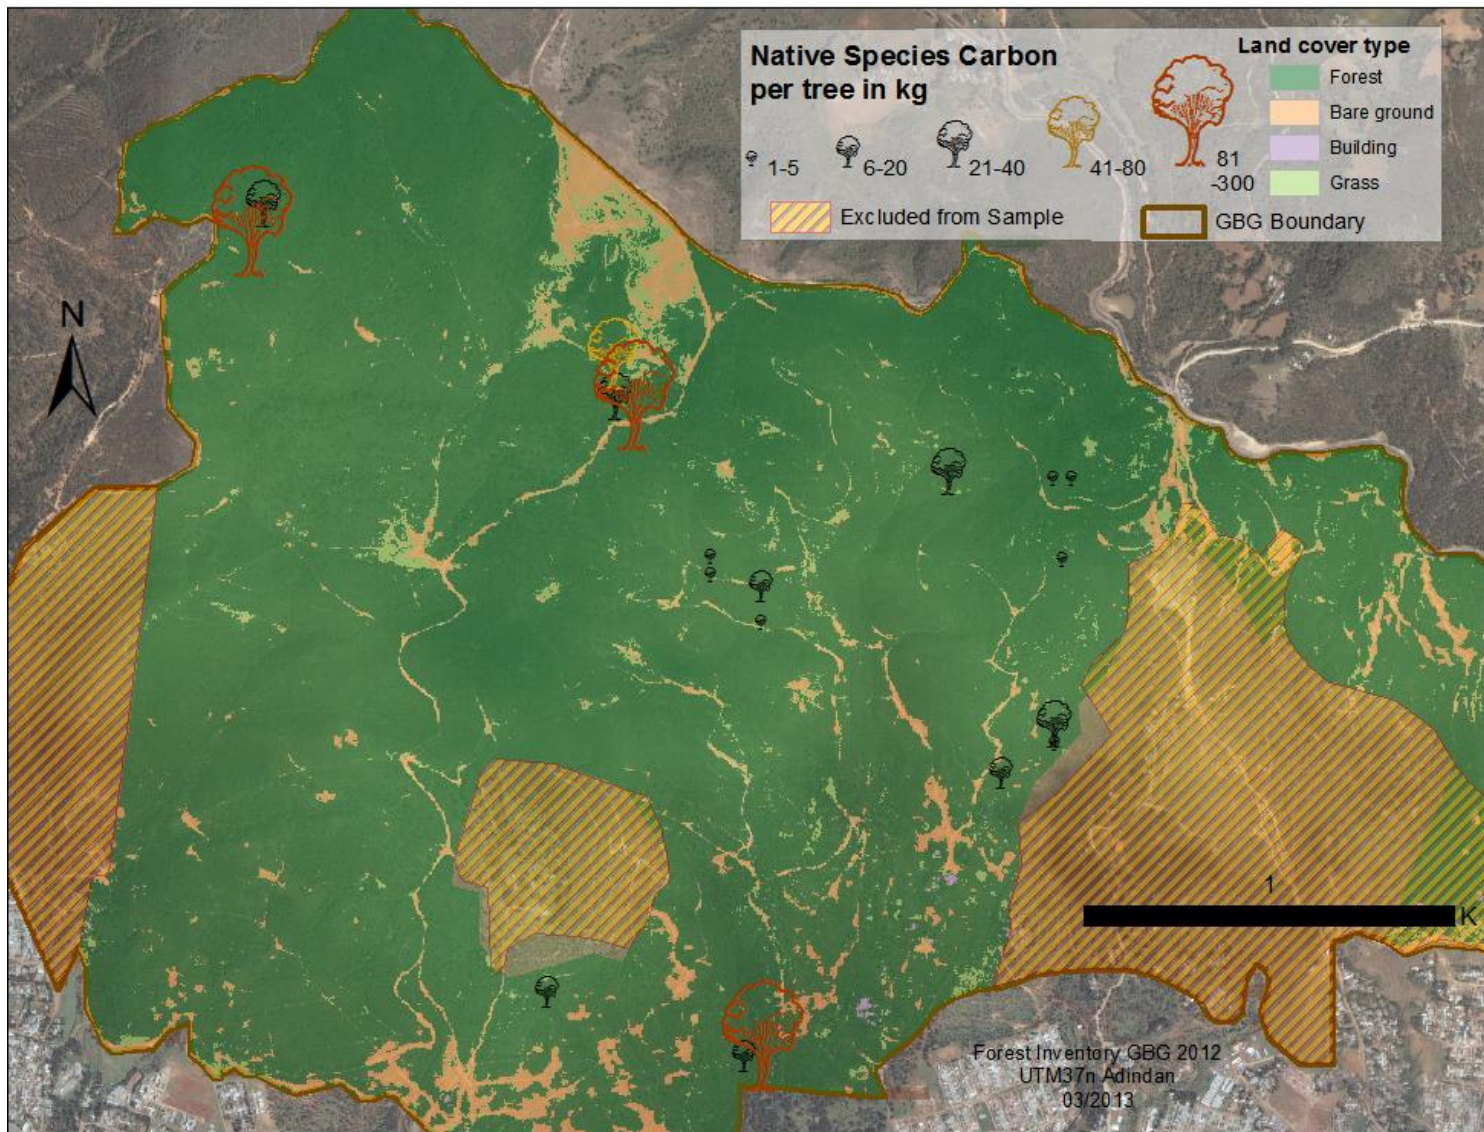 Native Species Carbon
per tree in kg
1-5
6-20
21-40
41-80
81
-300
Land cover type
Forest
Bare ground
Building
Grass
Excluded from Sample
GBG Boundary
N
1
K
Forest Inventory GBG 2012
UTM37n Adindan
03/2013